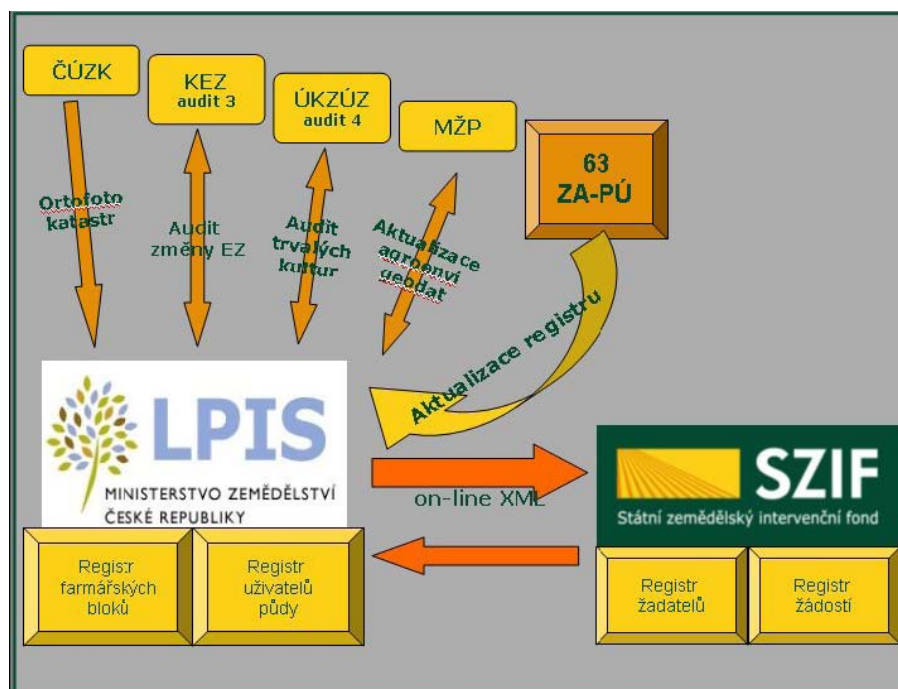 ČÚZK
KEZ
audit 3
ÚKZÚZ
audit 4
MŽP
63
ZA-PÚ
Ortofoto
katastr
Audit
změny EZ
Audit
trvalých
kultur
Aktualizace
agroenvi
geodat
Aktualizace registru
LPIS
MINISTERSTVO ZEMĚDĚLSTVÍ
ČESKÉ REPUBLIKY
on-line XML
SZIF
Státní zemědělský intervenční fond
Registr
farmářských
bloků
Registr
uživatelů
půdy
Registr
žadatelů
Registr
žádostí